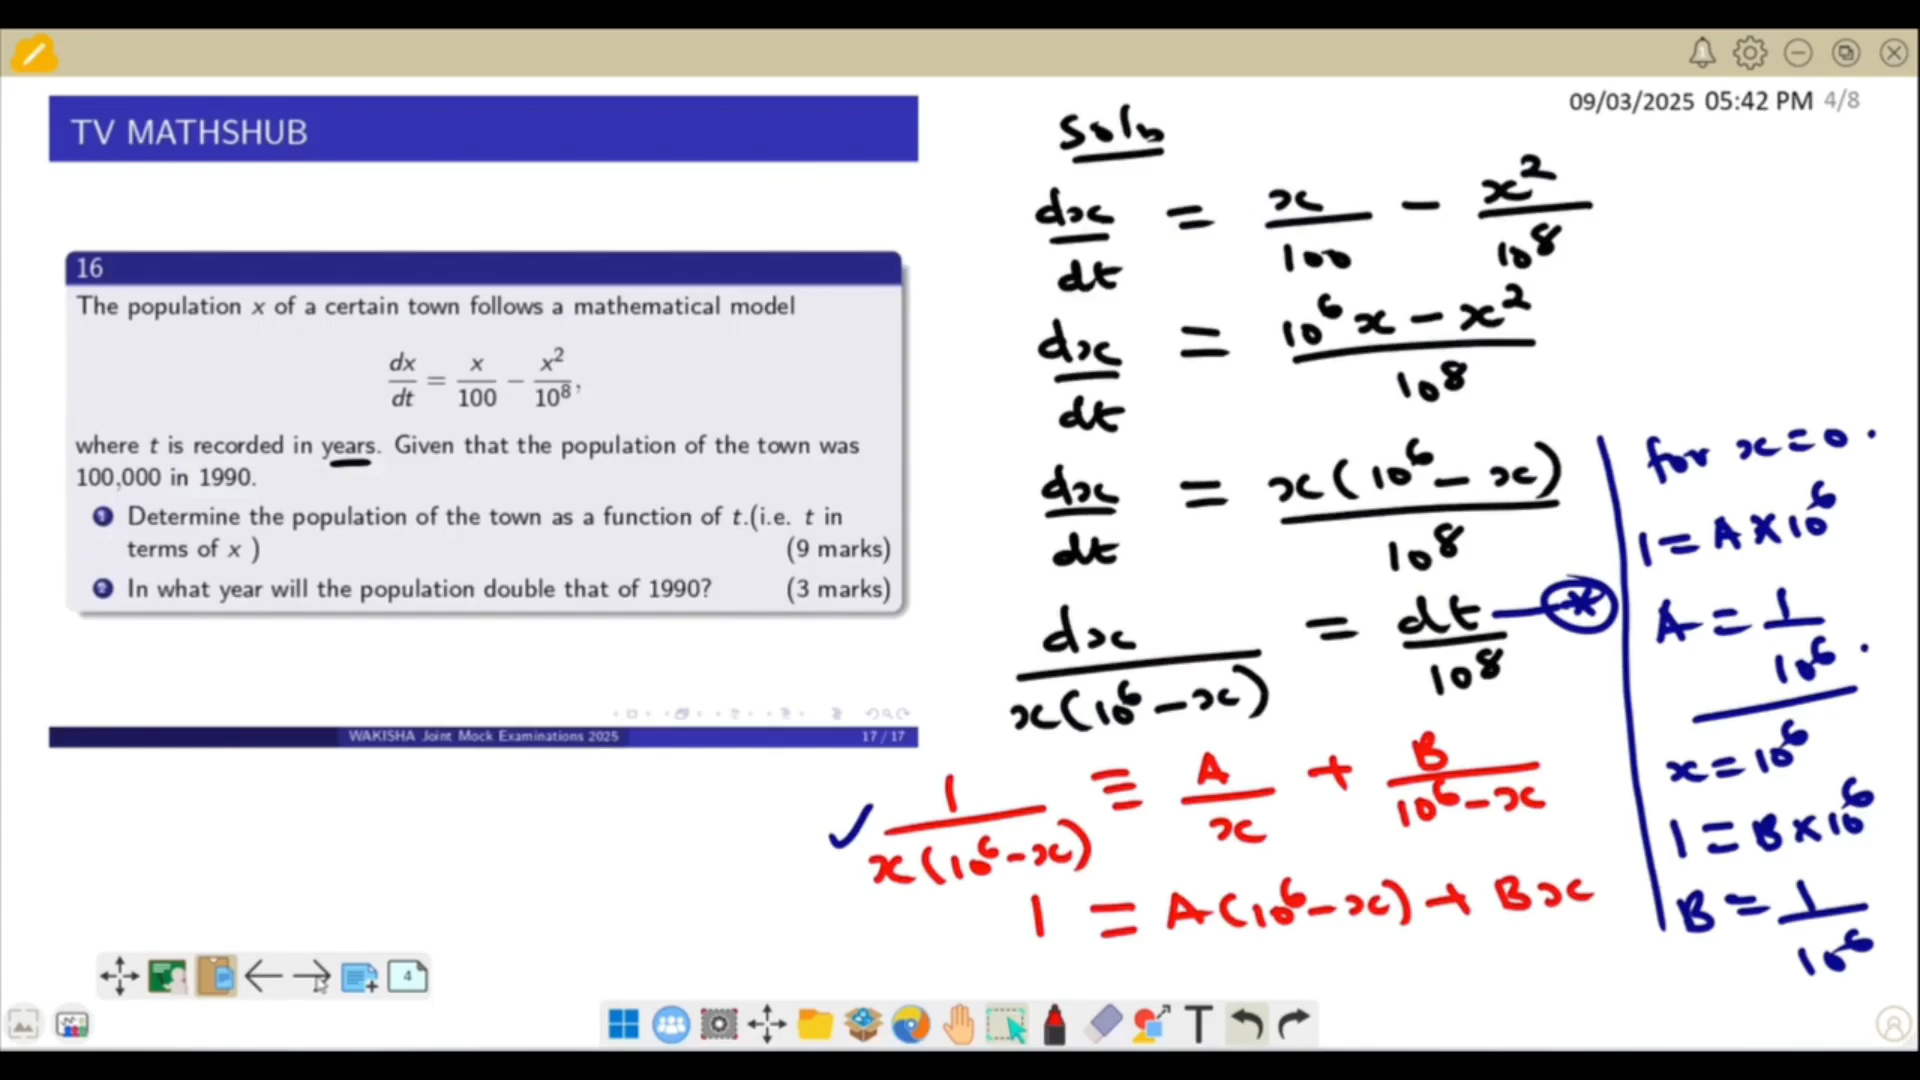 09/03/2025 05:42 PM 4/8
TV MATHSHUB
16
The population x of a certain town follows a mathematical model
dx/dt = x/100 − x²/10⁸,
where t is recorded in years. Given that the population of the town was
100,000 in 1990.
1 Determine the population of the town as a function of t.(i.e. t in
terms of x ) (9 marks)
2 In what year will the population double that of 1990? (3 marks)
WAKISHA Joint Mock Examinations 2025 17 / 17
Soln
dx/dt = x/100 − x²/10⁸
dx/dt = (10⁶x − x²)/10⁸
dx/dt = x(10⁶ − x)/10⁸
dx/(x(10⁶ − x)) = dt/10⁸ — *
✓ 1/(x(10⁶ − x)) ≡ A/x + B/(10⁶ − x)
1 = A(10⁶ − x) + Bx
for x = 0.
1 = A × 10⁶
A = 1/10⁶.
x = 10⁶
1 = B × 10⁶
B = 1/10⁶
4
T